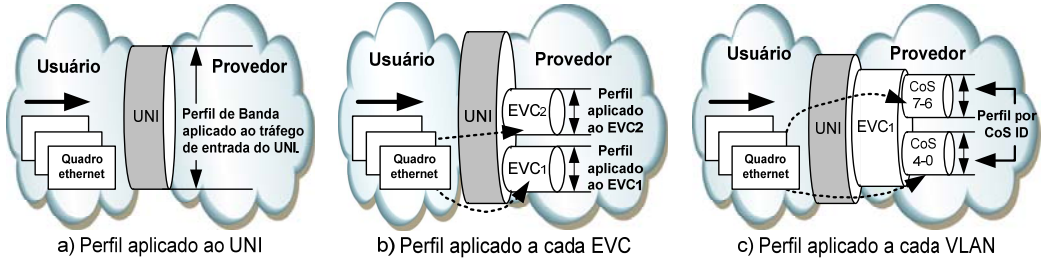 Usuário
Provedor
UNI
Perfil de Banda
aplicado ao tráfego
de entrada do UNI.
Quadro
ethernet
a) Perfil aplicado ao UNI
Usuário
Provedor
UNI
EVC2
Perfil
aplicado
ao EVC2
EVC1
Perfil
aplicado
ao EVC1
Quadro
ethernet
b) Perfil aplicado a cada EVC
Usuário
Provedor
UNI
EVC1
CoS
7-6
CoS
4-0
Perfil por
CoS ID
Quadro
ethernet
c) Perfil aplicado a cada VLAN